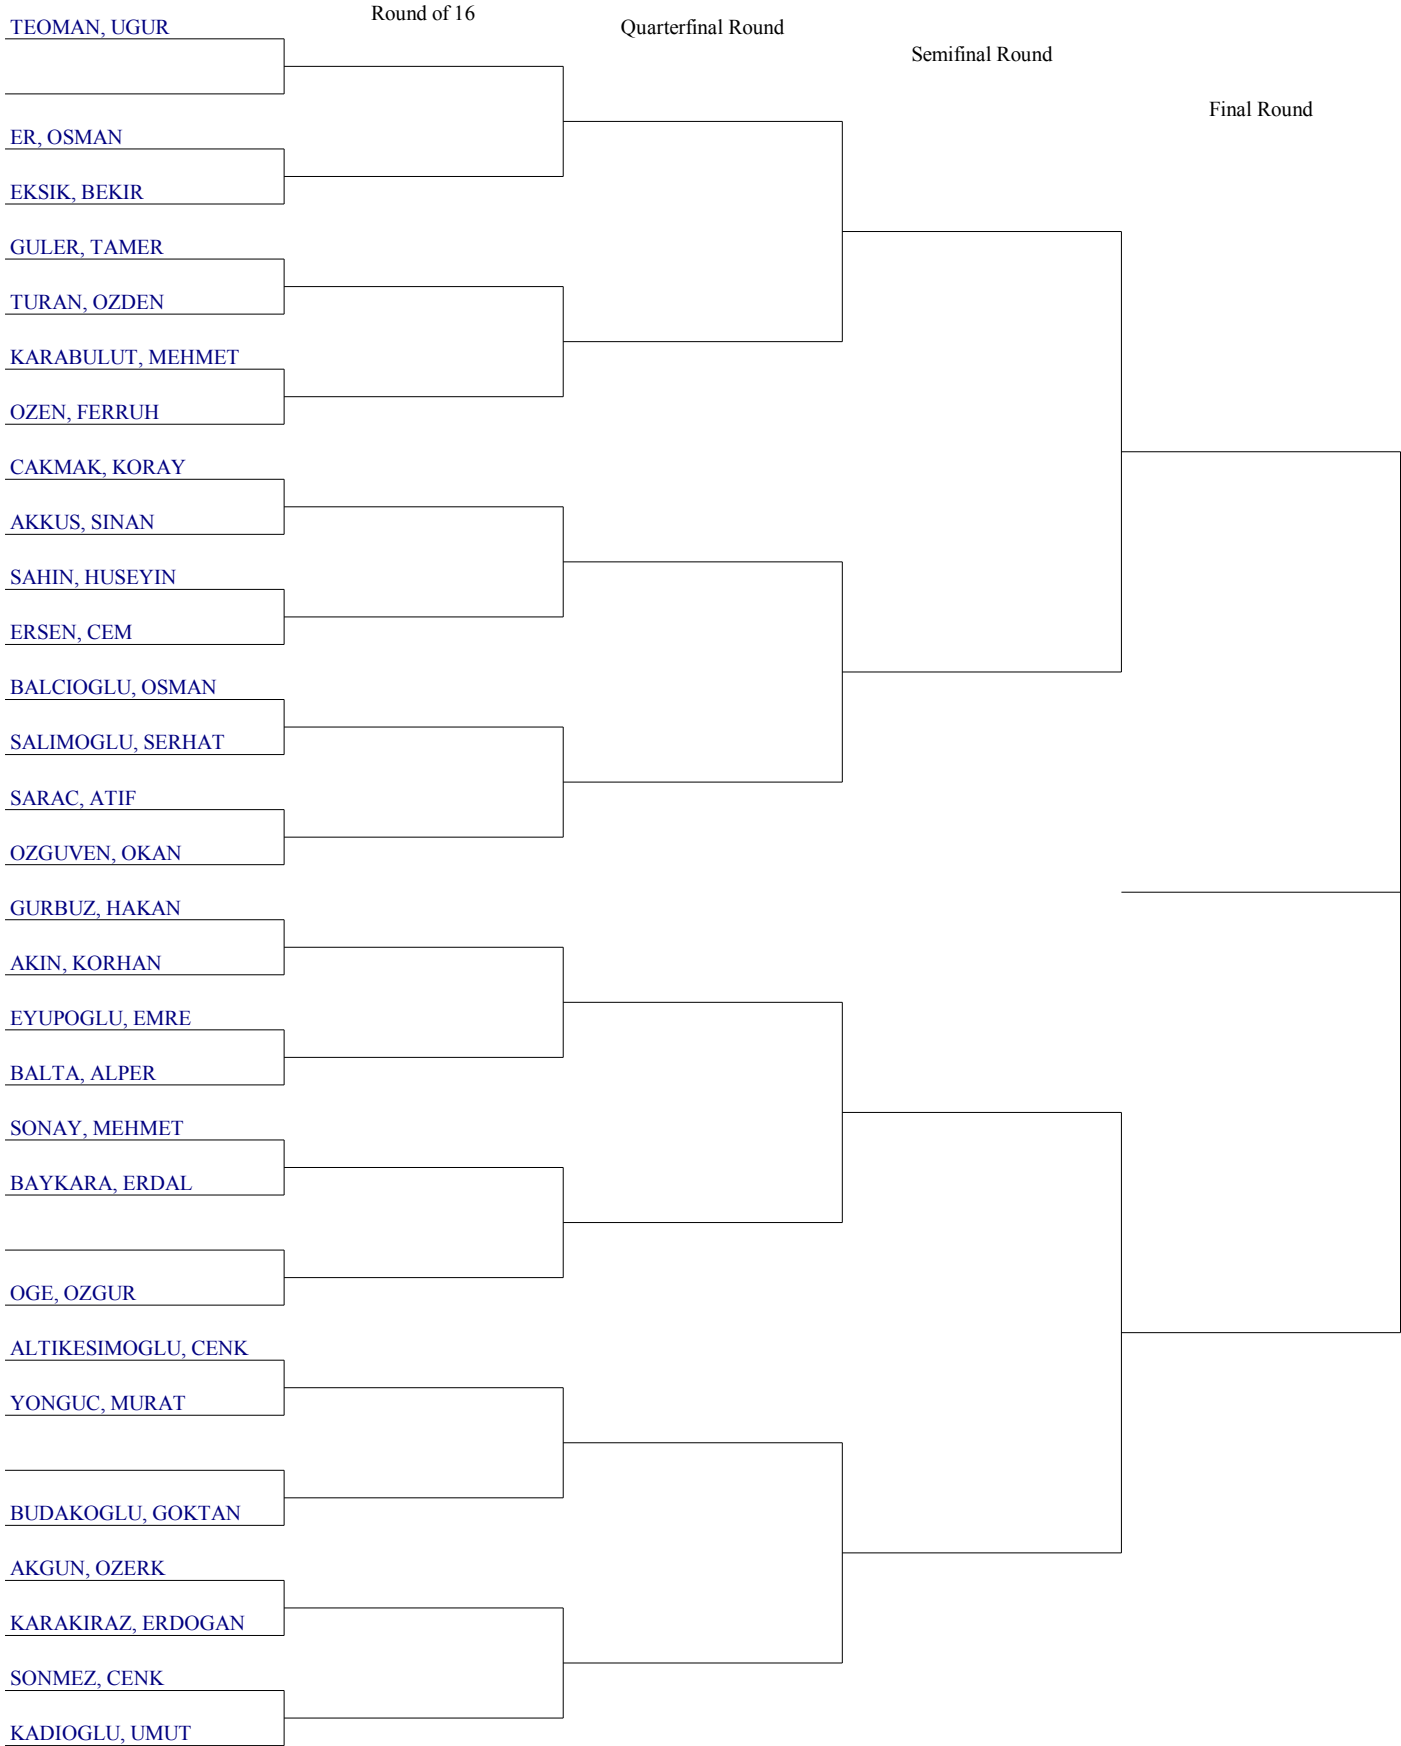 Round of 16
Quarterfinal Round
Semifinal Round
Final Round
TEOMAN, UGUR
ER, OSMAN
EKSIK, BEKIR
GULER, TAMER
TURAN, OZDEN
KARABULUT, MEHMET
OZEN, FERRUH
CAKMAK, KORAY
AKKUS, SINAN
SAHIN, HUSEYIN
ERSEN, CEM
BALCIOGLU, OSMAN
SALIMOGLU, SERHAT
SARAC, ATIF
OZGUVEN, OKAN
GURBUZ, HAKAN
AKIN, KORHAN
EYUPOGLU, EMRE
BALTA, ALPER
SONAY, MEHMET
BAYKARA, ERDAL
OGE, OZGUR
ALTIKESIMOGLU, CENK
YONGUC, MURAT
BUDAKOGLU, GOKTAN
AKGUN, OZERK
KARAKIRAZ, ERDOGAN
SONMEZ, CENK
KADIOGLU, UMUT